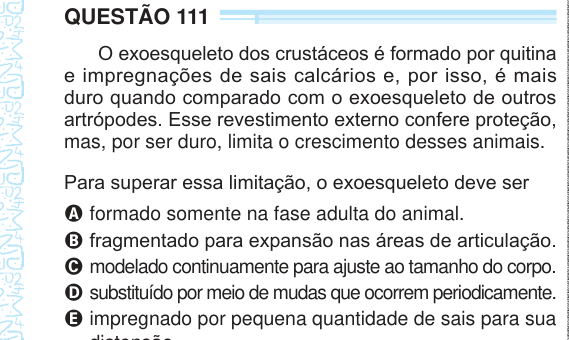 QUESTÃO 111
O exoesqueleto dos crustáceos é formado por quitina
e impregnações de sais calcários e, por isso, é mais
duro quando comparado com o exoesqueleto de outros
artrópodes. Esse revestimento externo confere proteção,
mas, por ser duro, limita o crescimento desses animais.
Para superar essa limitação, o exoesqueleto deve ser
A formado somente na fase adulta do animal.
B fragmentado para expansão nas áreas de articulação.
C modelado continuamente para ajuste ao tamanho do corpo.
D substituído por meio de mudas que ocorrem periodicamente.
E impregnado por pequena quantidade de sais para sua